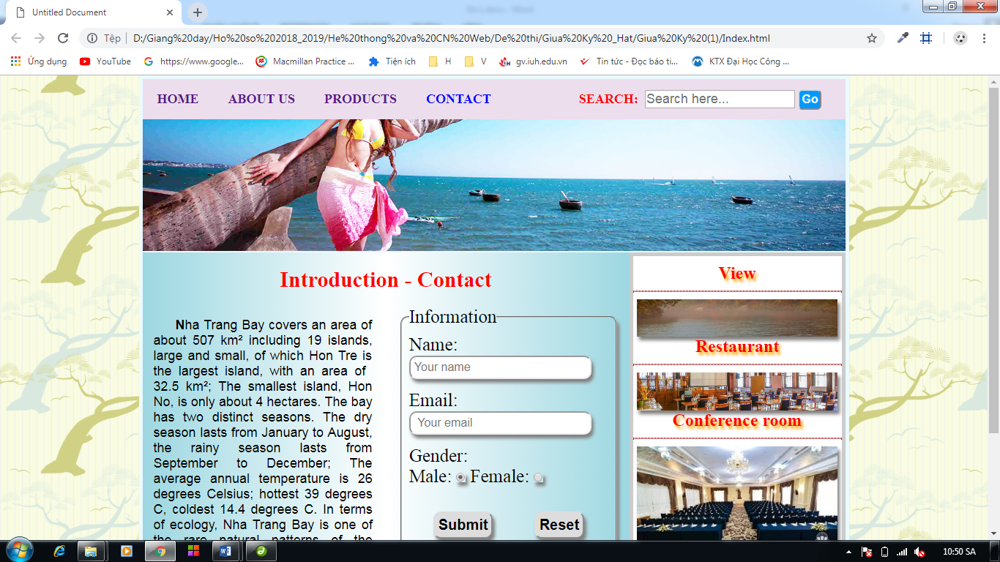 Untitled Document
Tệp
D:/Giang%20day/Ho%20so%202018_2019/He%20thong%20va%20CN%20Web/De%20thi/Giua%20Ky%20_Hat/Giua%20Ky%20(1)/Index.html
Ứng dụng YouTube https://www.google... Macmillan Practice ... Tiện ích H V gv.iuh.edu.vn Tin tức - Đọc báo ti... KTX Đại Học Công ...
HOME ABOUT US PRODUCTS CONTACT SEARCH: Search here... Go
Introduction - Contact
Nha Trang Bay covers an area of
about 507 km² including 19 islands,
large and small, of which Hon Tre is
the largest island, with an area of
32.5 km²; The smallest island, Hon
No, is only about 4 hectares. The bay
has two distinct seasons. The dry
season lasts from January to August,
the rainy season lasts from
September to December; The
average annual temperature is 26
degrees Celsius; hottest 39 degrees
C, coldest 14.4 degrees C. In terms
of ecology, Nha Trang Bay is one of
the rare natural patterns of the
Information
Name:
Your name
Email:
Your email
Gender:
Male: Female:
Submit Reset
View
Restaurant
Conference room
10:50 SA